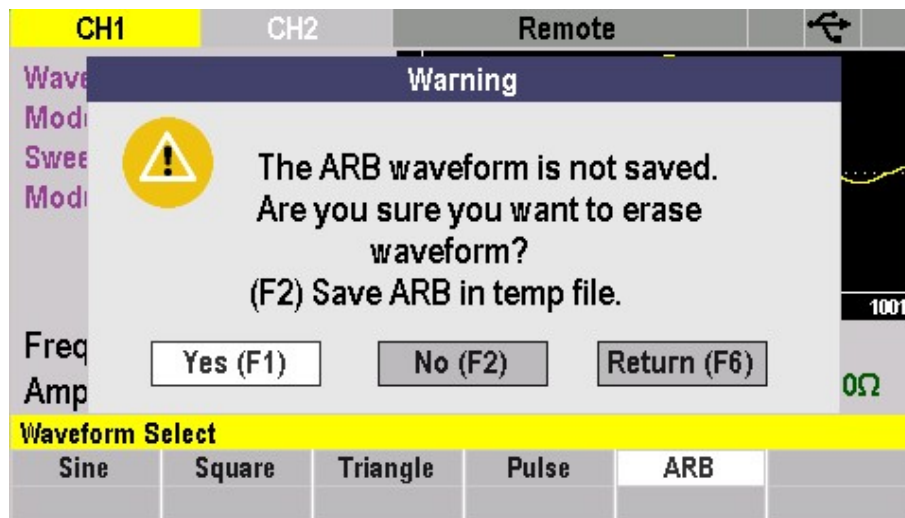 CH1 CH2 Remote
Warning
The ARB waveform is not saved.
Are you sure you want to erase
waveform?
(F2) Save ARB in temp file.
1001
Freq
Yes (F1) No (F2) Return (F6)
Amp 0Ω
Waveform Select
Sine Square Triangle Pulse ARB